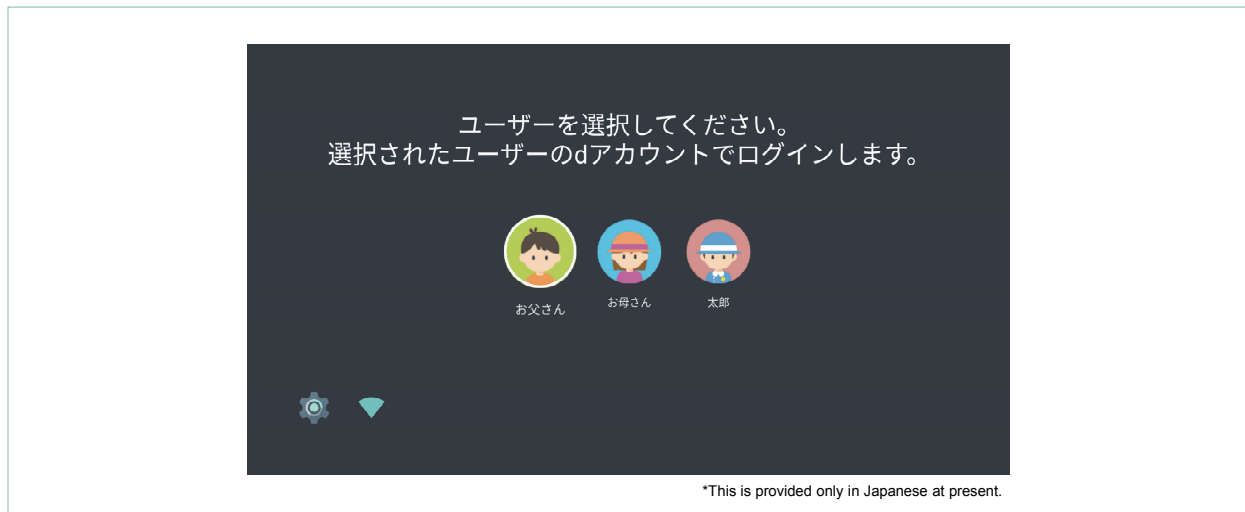 ユーザーを選択してください。
選択されたユーザーのdアカウントでログインします。
お父さん
お母さん
太郎
*This is provided only in Japanese at present.